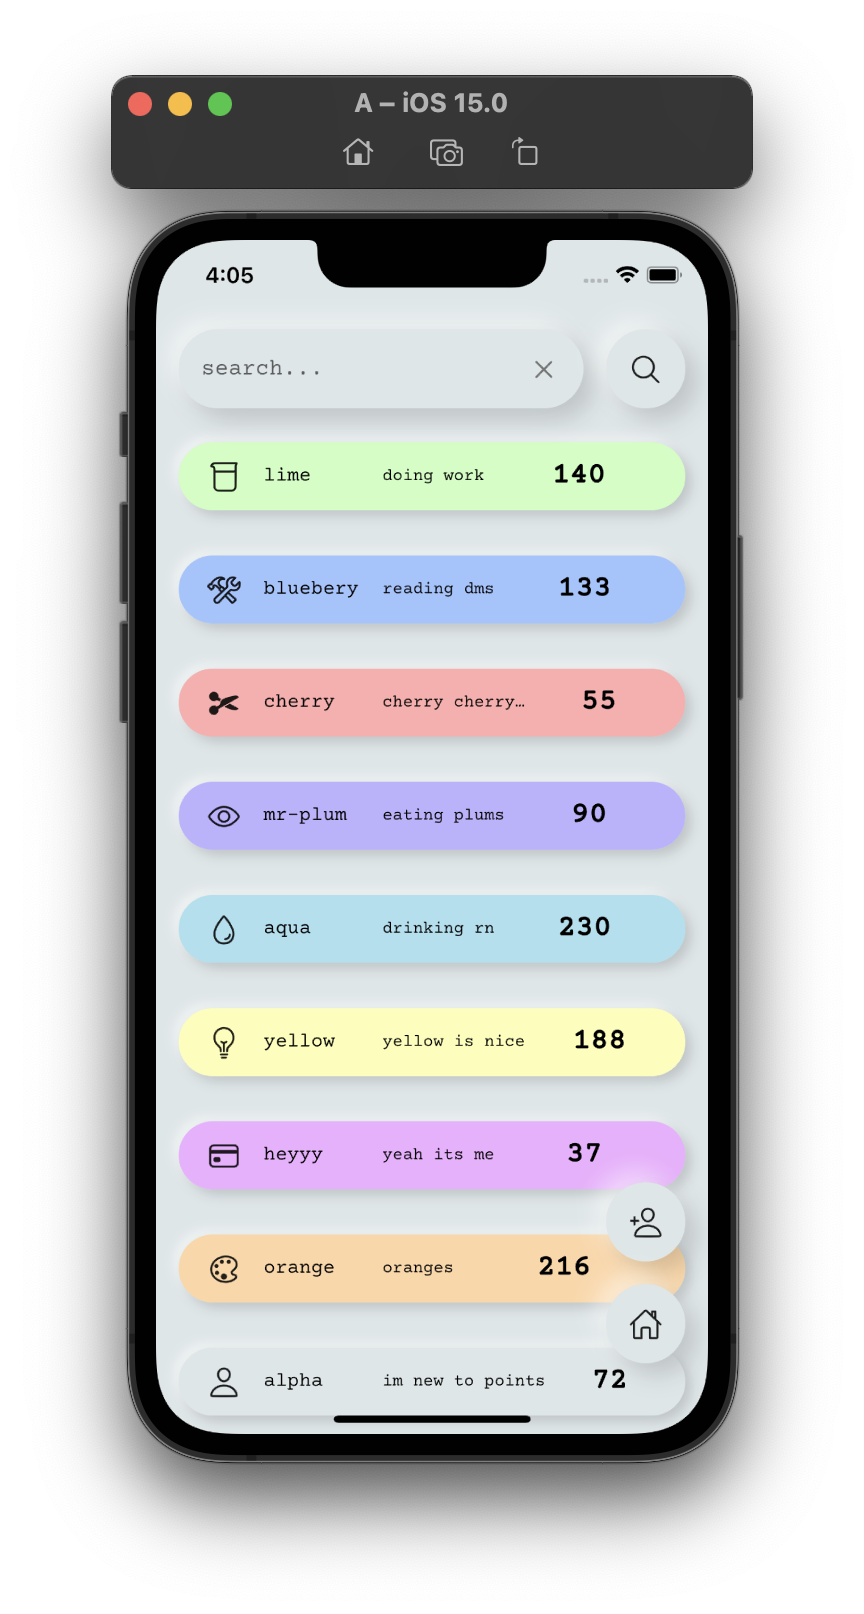 A – iOS 15.0
4:05
search...
lime doing work 140
bluebery reading dms 133
cherry cherry cherry… 55
mr-plum eating plums 90
aqua drinking rn 230
yellow yellow is nice 188
heyyy yeah its me 37
orange oranges 216
alpha im new to points 72